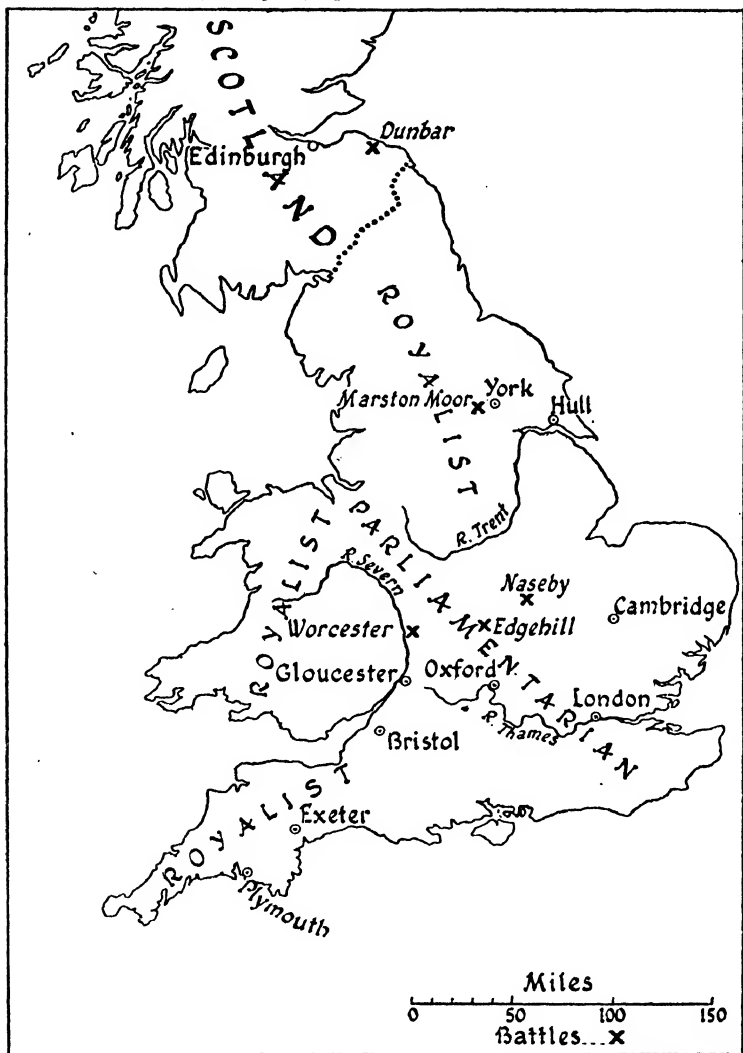 SCOTLAND
Dunbar
Edinburgh
ROYALIST
York
Marston Moor
Hull
R. Trent
ROYALIST
PARLIAMENTARIAN
R. Severn
Naseby
Cambridge
Edgehill
Worcester
Gloucester
Oxford
London
R. Thames
Bristol
ROYALIST
Exeter
Plymouth
Miles
0 50 100 150
Battles...x